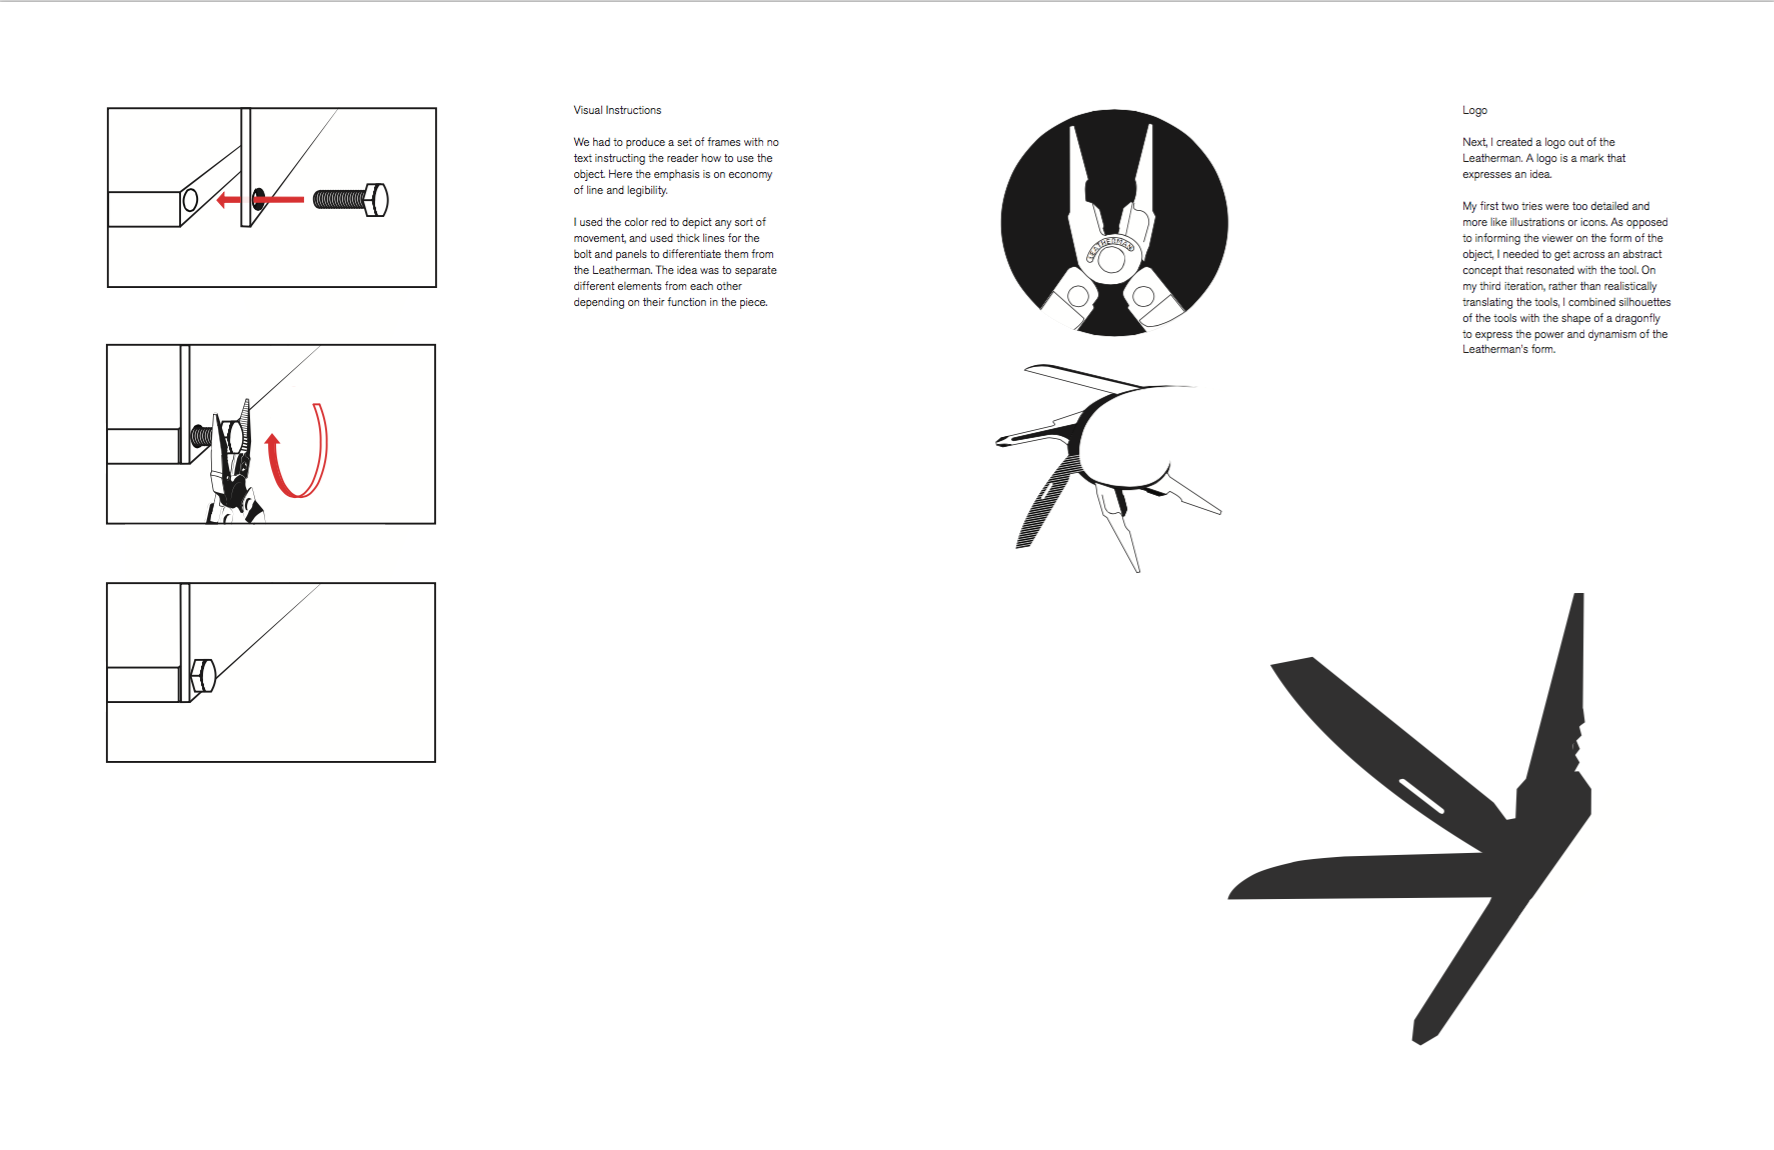 Visual Instructions
We had to produce a set of frames with no
text instructing the reader how to use the
object. Here the emphasis is on economy
of line and legibility.
I used the color red to depict any sort of
movement, and used thick lines for the
bolt and panels to differentiate them from
the Leatherman. The idea was to separate
different elements from each other
depending on their function in the piece.
LEATHERMAN
Logo
Next, I created a logo out of the
Leatherman. A logo is a mark that
expresses an idea.
My first two tries were too detailed and
more like illustrations or icons. As opposed
to informing the viewer on the form of the
object, I needed to get across an abstract
concept that resonated with the tool. On
my third iteration, rather than realistically
translating the tools, I combined silhouettes
of the tools with the shape of a dragonfly
to express the power and dynamism of the
Leatherman's form.